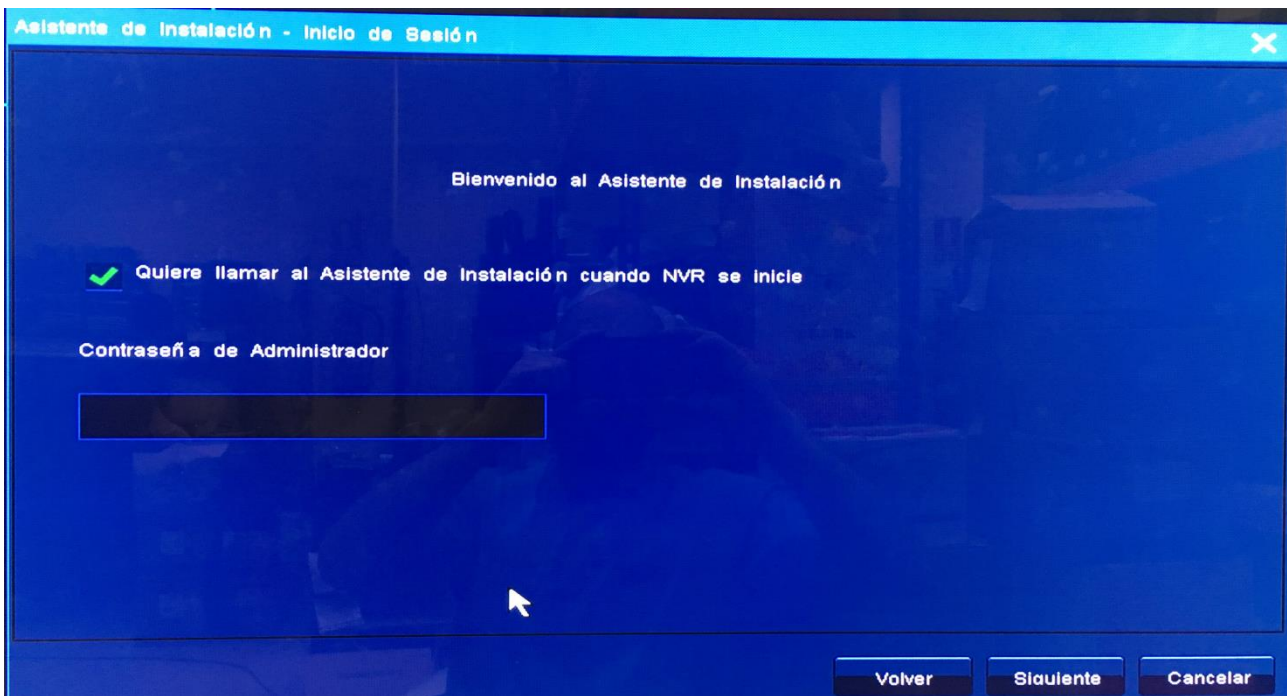 Asistente de Instalación - Inicio de Sesión
Bienvenido al Asistente de Instalación
Quiere llamar al Asistente de Instalación cuando NVR se inicie
Contraseña de Administrador
Volver
Siguiente
Cancelar